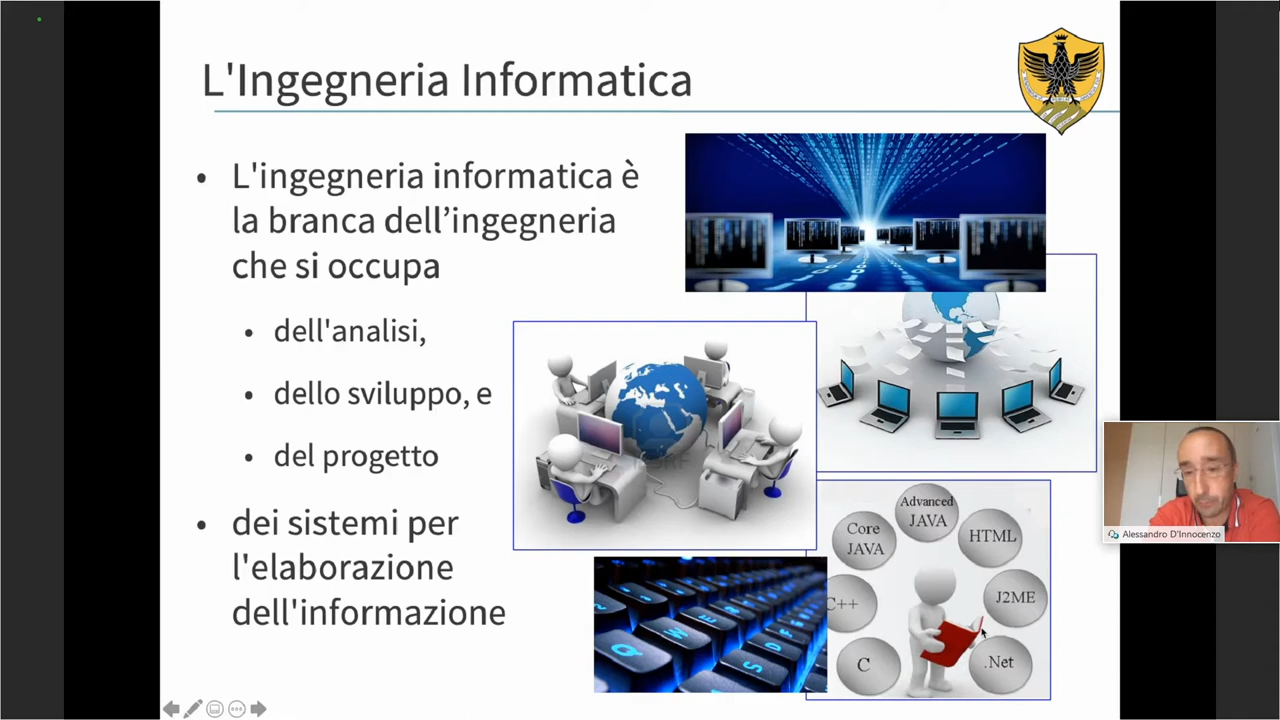 L'Ingegneria Informatica
• L'ingegneria informatica è
la branca dell’ingegneria
che si occupa
• dell'analisi,
• dello sviluppo, e
• del progetto
• dei sistemi per
l'elaborazione
dell'informazione
Advanced
JAVA
Core
JAVA
HTML
C++
J2ME
C
.Net
Alessandro D'Innocenzo